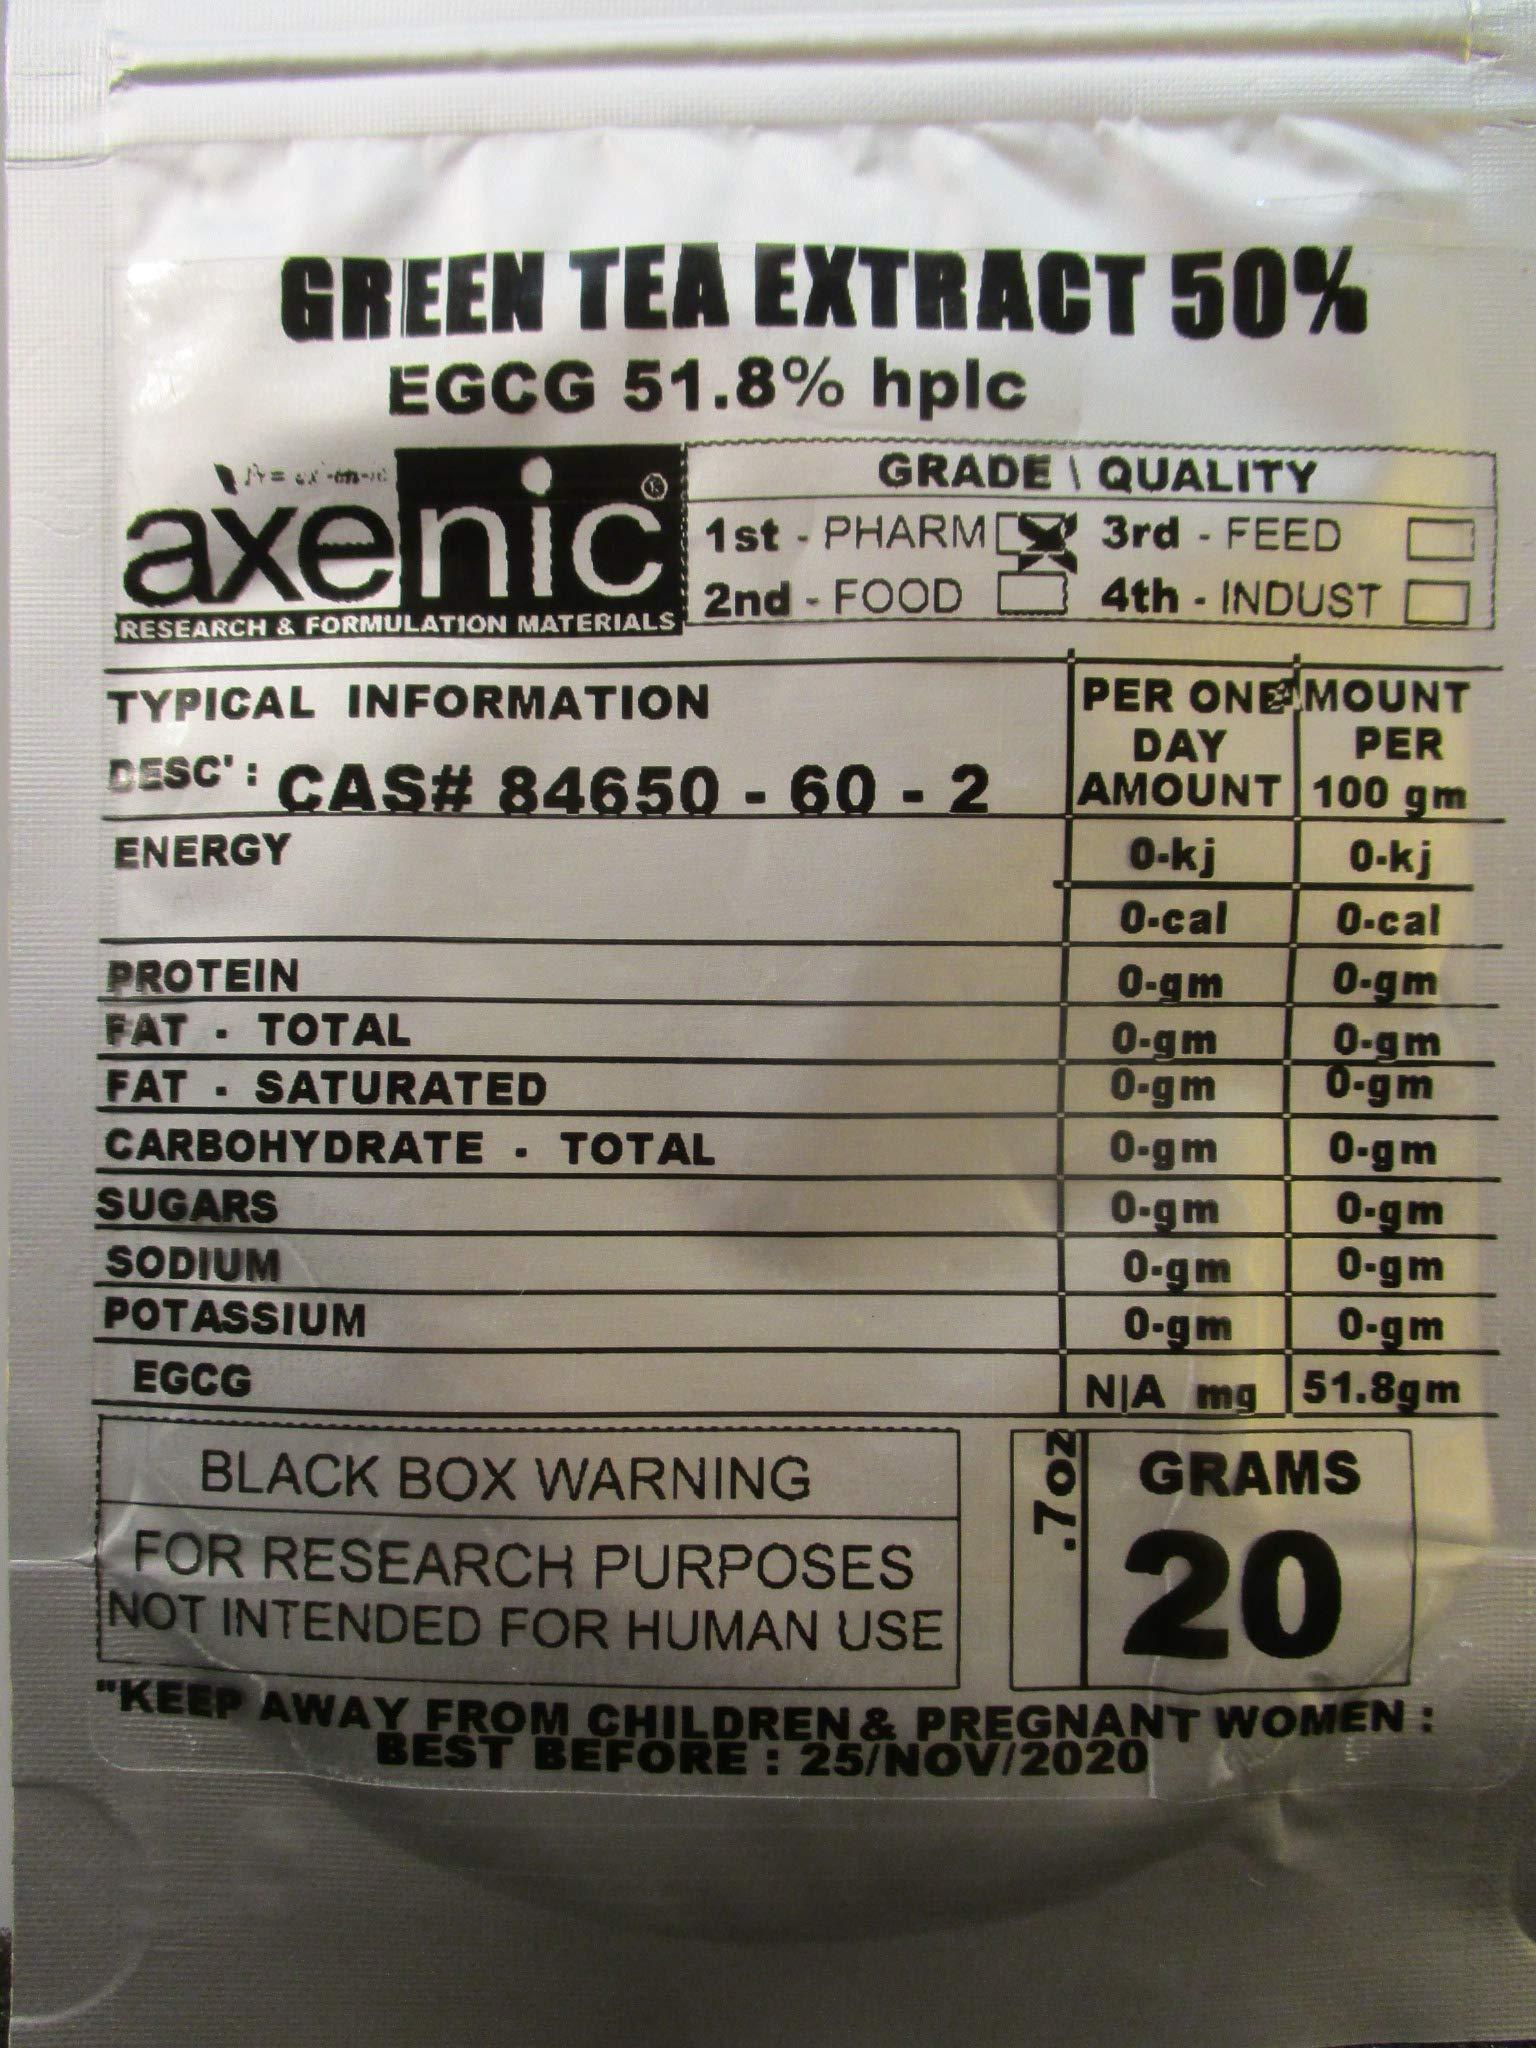 GREEN TEA EXTRACT 50%
EGCG 51.8% hplc
axenic
RESEARCH & FORMULATION MATERIALS
GRADE \ QUALITY
1st - PHARM 3rd - FEED
2nd - FOOD 4th - INDUST
TYPICAL INFORMATION
DESC' : CAS# 84650 - 60 - 2
PER ONE
DAY
AMOUNT
AMOUNT
PER
100 gm
ENERGY 0-kj 0-kj
0-cal 0-cal
PROTEIN 0-gm 0-gm
FAT - TOTAL 0-gm 0-gm
FAT - SATURATED 0-gm 0-gm
CARBOHYDRATE - TOTAL 0-gm 0-gm
SUGARS 0-gm 0-gm
SODIUM 0-gm 0-gm
POTASSIUM 0-gm 0-gm
EGCG N|A mg 51.8gm
BLACK BOX WARNING
FOR RESEARCH PURPOSES
NOT INTENDED FOR HUMAN USE
.7oz
GRAMS
20
"KEEP AWAY FROM CHILDREN & PREGNANT WOMEN :
BEST BEFORE : 25/NOV/2020